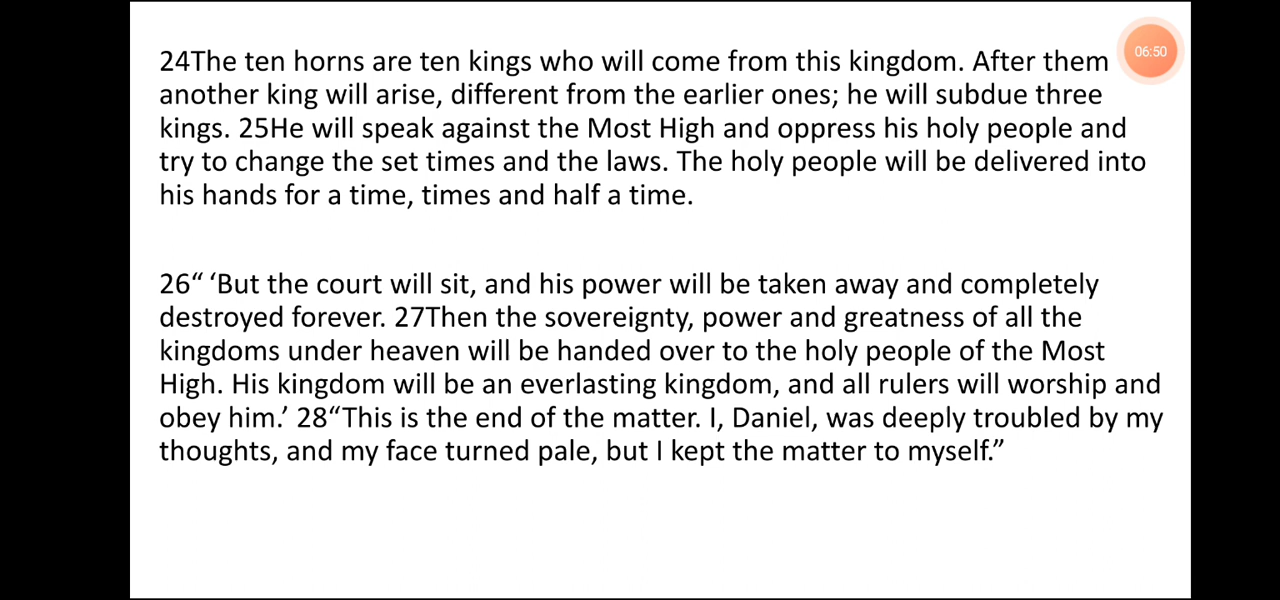 24The ten horns are ten kings who will come from this kingdom. After them
another king will arise, different from the earlier ones; he will subdue three
kings. 25He will speak against the Most High and oppress his holy people and
try to change the set times and the laws. The holy people will be delivered into
his hands for a time, times and half a time.
26“ ‘But the court will sit, and his power will be taken away and completely
destroyed forever. 27Then the sovereignty, power and greatness of all the
kingdoms under heaven will be handed over to the holy people of the Most
High. His kingdom will be an everlasting kingdom, and all rulers will worship and
obey him.’ 28“This is the end of the matter. I, Daniel, was deeply troubled by my
thoughts, and my face turned pale, but I kept the matter to myself.”
06:50